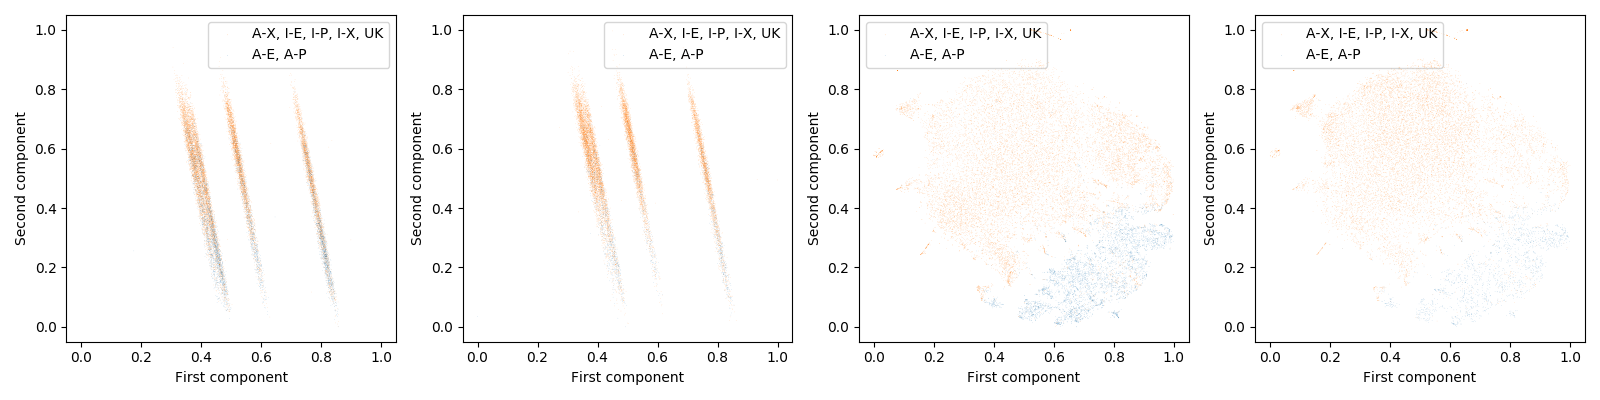 1.0
0.8
0.6
0.4
0.2
0.0
Second component
A-X, I-E, I-P, I-X, UK
A-E, A-P
0.0 0.2 0.4 0.6 0.8 1.0
First component
1.0
0.8
0.6
0.4
0.2
0.0
Second component
A-X, I-E, I-P, I-X, UK
A-E, A-P
0.0 0.2 0.4 0.6 0.8 1.0
First component
1.0
0.8
0.6
0.4
0.2
0.0
Second component
A-X, I-E, I-P, I-X, UK
A-E, A-P
0.0 0.2 0.4 0.6 0.8 1.0
First component
1.0
0.8
0.6
0.4
0.2
0.0
Second component
A-X, I-E, I-P, I-X, UK
A-E, A-P
0.0 0.2 0.4 0.6 0.8 1.0
First component